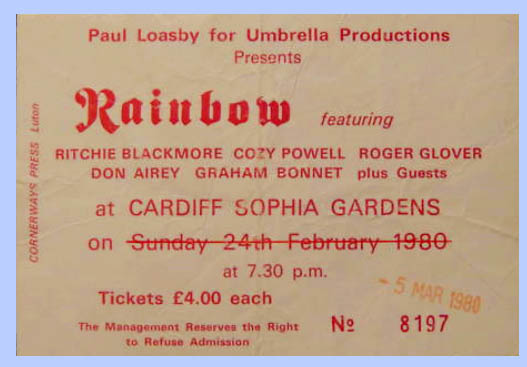 Paul Loasby for Umbrella Productions
Presents
Rainbow featuring
RITCHIE BLACKMORE COZY POWELL ROGER GLOVER
DON AIREY GRAHAM BONNET plus Guests
at CARDIFF SOPHIA GARDENS
on Sunday 24th February 1980
at 7.30 p.m.
- 5 MAR 1980
Tickets £4.00 each
The Management Reserves the Right
to Refuse Admission
Nº 8197
CORNERWAYS PRESS Luton